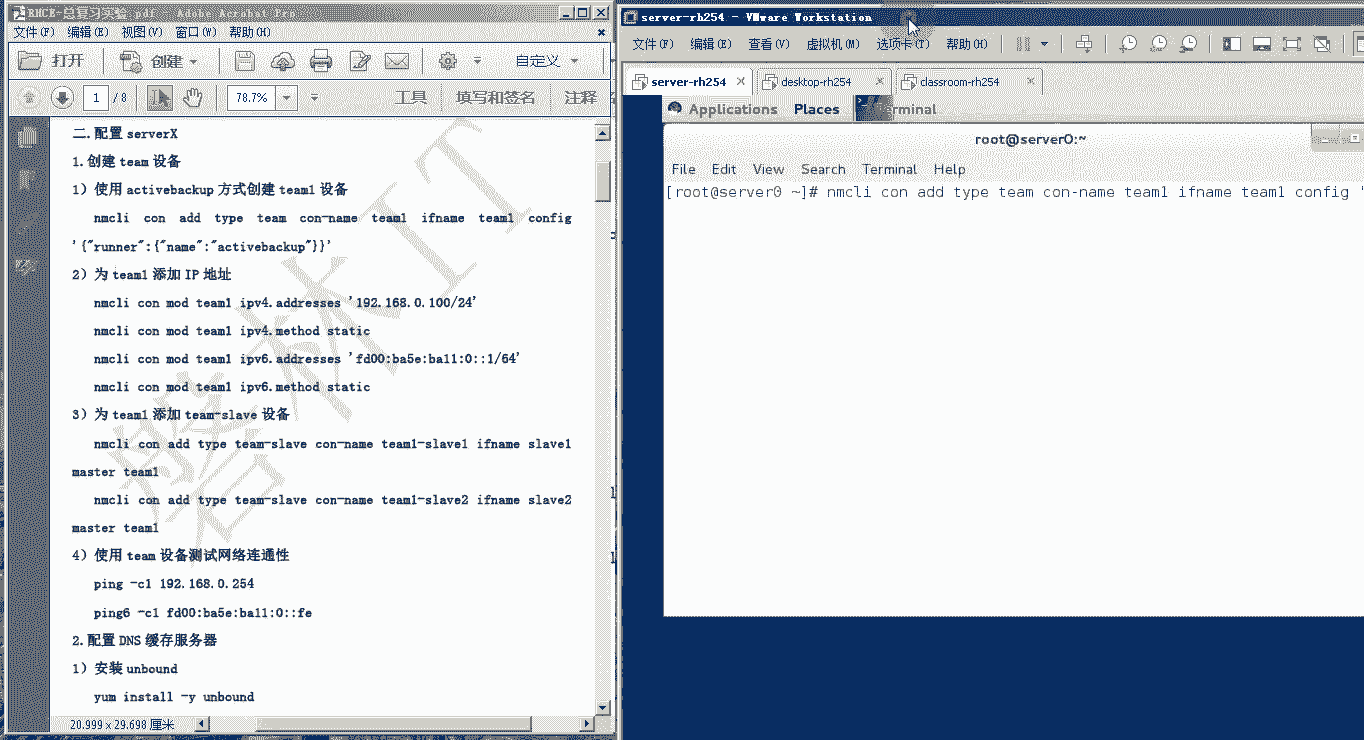 RHCE-总复习实验.pdf - Adobe Acrobat Pro
文件(F) 编辑(E) 视图(V) 窗口(W) 帮助(H)
打开 创建 自定义
1 / 8 78.7% 工具 填写和签名 注释
二.配置 serverX
1.创建 team 设备
1）使用 activebackup 方式创建 team1 设备
nmcli con add type team con-name team1 ifname team1 config
'{"runner":{"name":"activebackup"}}'
2）为 team1 添加 IP 地址
nmcli con mod team1 ipv4.addresses '192.168.0.100/24'
nmcli con mod team1 ipv4.method static
nmcli con mod team1 ipv6.addresses 'fd00:ba5e:ba11:0::1/64'
nmcli con mod team1 ipv6.method static
3）为 team1 添加 team-slave 设备
nmcli con add type team-slave con-name team1-slave1 ifname slave1
master team1
nmcli con add type team-slave con-name team1-slave2 ifname slave2
master team1
4）使用 team 设备测试网络连通性
ping -c1 192.168.0.254
ping6 -c1 fd00:ba5e:ba11:0::fe
2.配置 DNS 缓存服务器
1）安装 unbound
yum install -y unbound
磐林IT
20.999 x 29.698 厘米
server-rh254 - VMware Workstation
文件(F) 编辑(E) 查看(V) 虚拟机(M) 选项卡(T) 帮助(H)
server-rh254 desktop-rh254 classroom-rh254
Applications Places Terminal
root@server0:~
File Edit View Search Terminal Help
[root@server0 ~]# nmcli con add type team con-name team1 ifname team1 config '